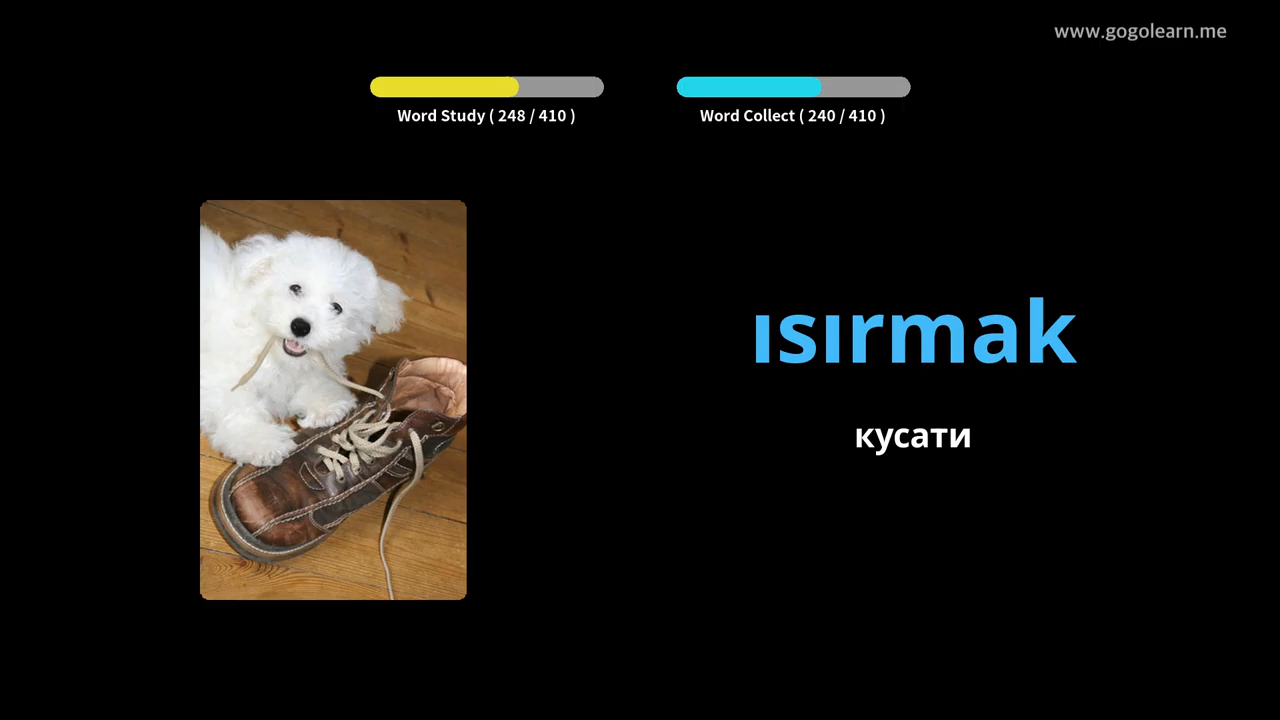 www.gogolearn.me
Word Study ( 248 / 410 )
Word Collect ( 240 / 410 )
ısırmak
кусати